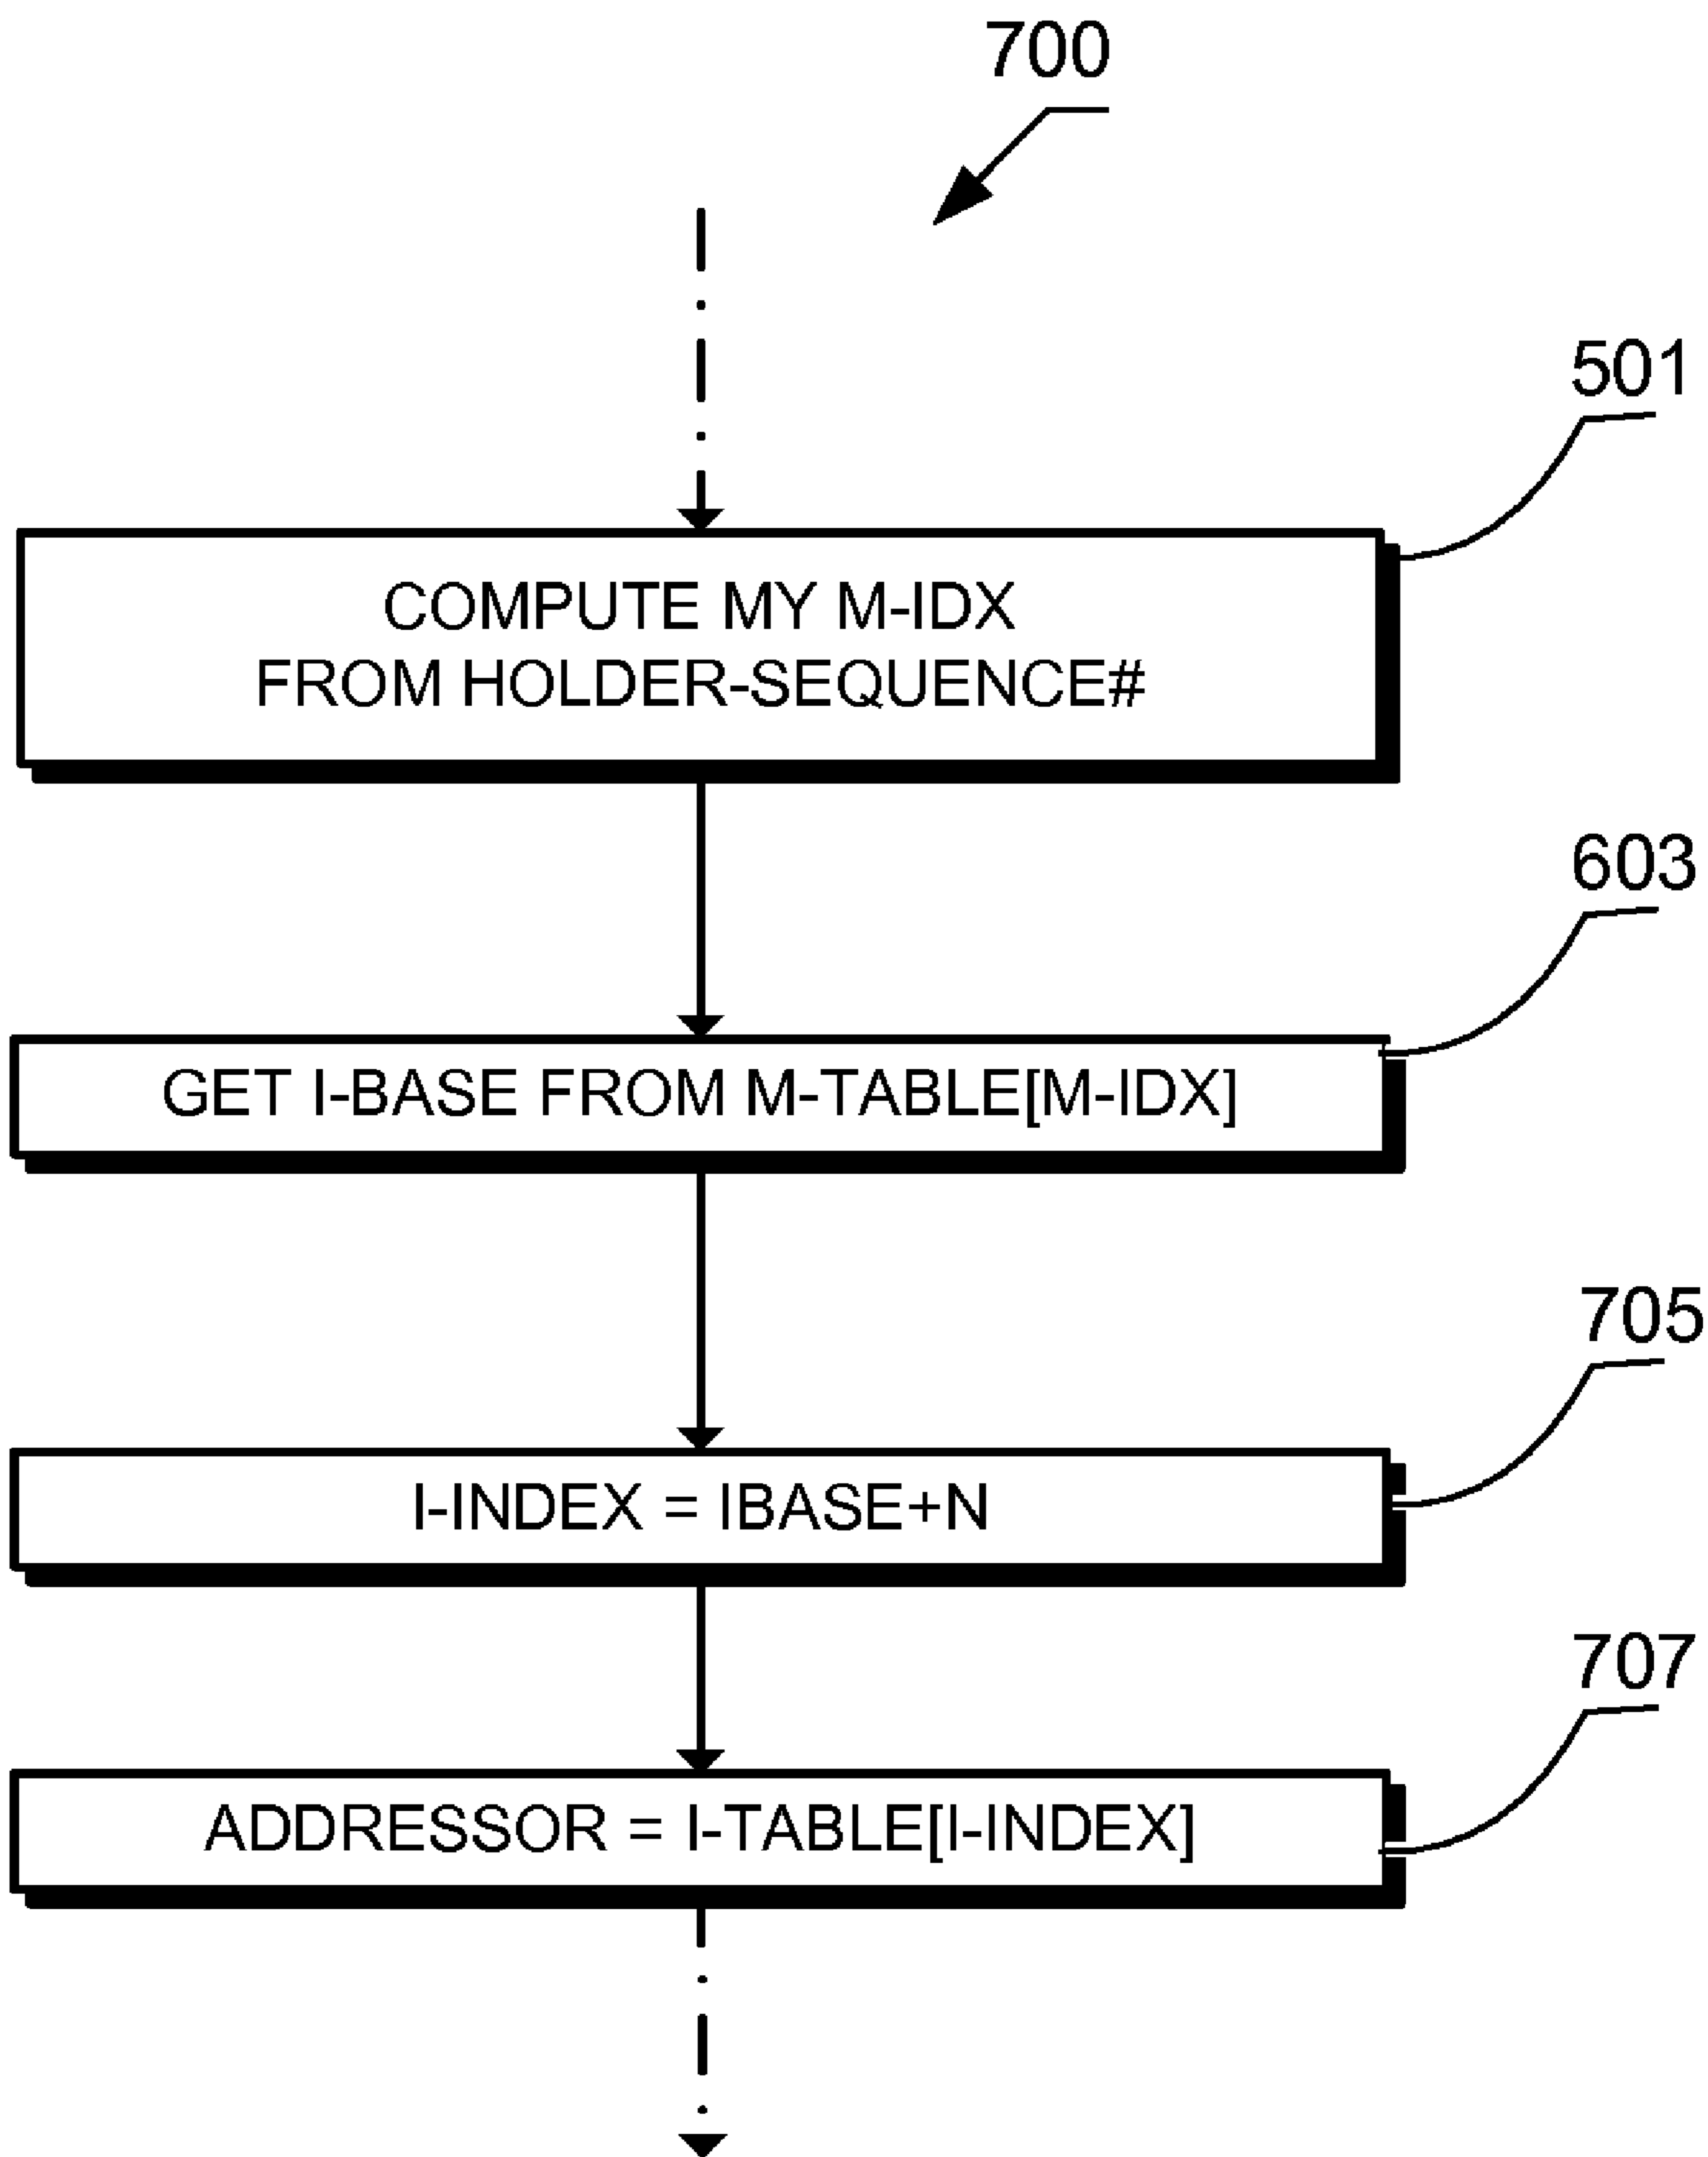 700
501
COMPUTE MY M-IDX
FROM HOLDER-SEQUENCE#
603
GET I-BASE FROM M-TABLE[M-IDX]
705
I-INDEX = IBASE+N
707
ADDRESSOR = I-TABLE[I-INDEX]